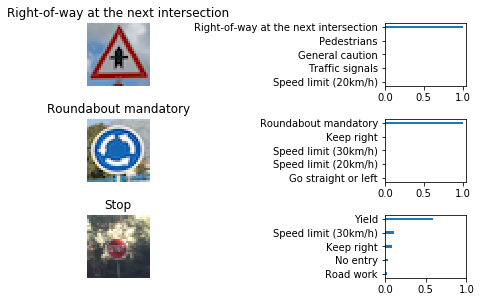 Right-of-way at the next intersection
Right-of-way at the next intersection
Pedestrians
General caution
Traffic signals
Speed limit (20km/h)
0.0 0.5 1.0
Roundabout mandatory
Roundabout mandatory
Keep right
Speed limit (30km/h)
Speed limit (20km/h)
Go straight or left
0.0 0.5 1.0
Stop
Yield
Speed limit (30km/h)
Keep right
No entry
Road work
0.0 0.5 1.0